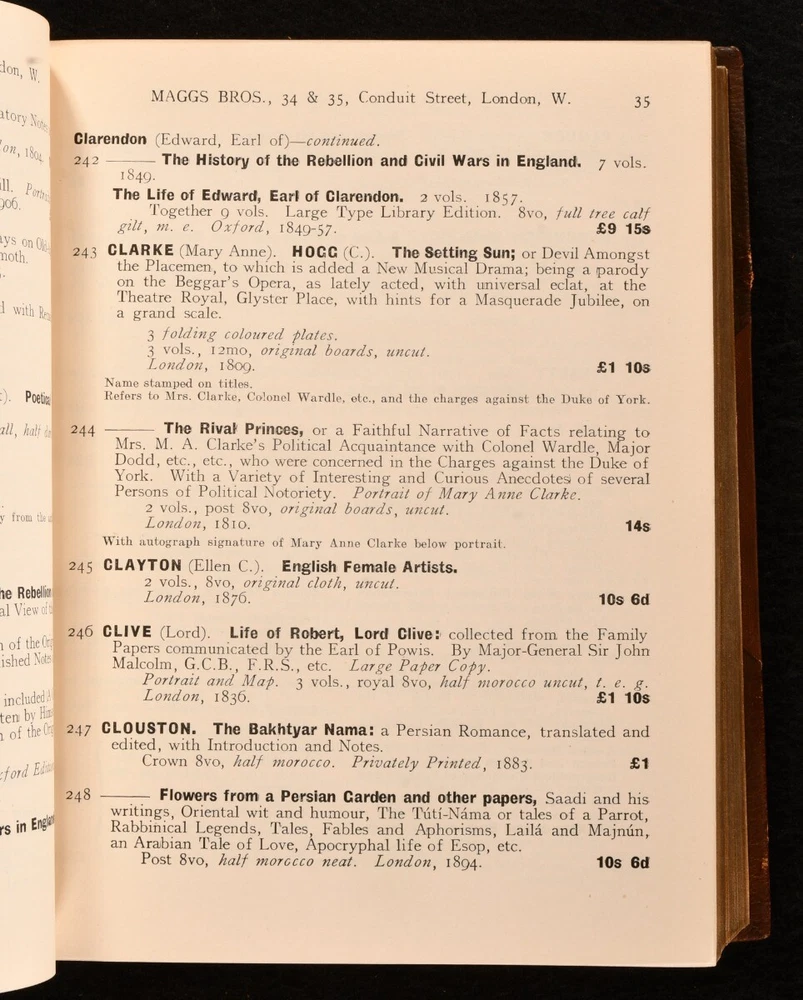 MAGGS BROS., 34 & 35, Conduit Street, London, W. 35
Clarendon (Edward, Earl of)—continued.
242 ——— The History of the Rebellion and Civil Wars in England. 7 vols.
1849.
The Life of Edward, Earl of Clarendon. 2 vols. 1857.
Together 9 vols. Large Type Library Edition. 8vo, full tree calf
gilt, m. e. Oxford, 1849-57. £9 15s
243 CLARKE (Mary Anne). HOGG (C.). The Setting Sun; or Devil Amongst
the Placemen, to which is added a New Musical Drama; being a parody
on the Beggar's Opera, as lately acted, with universal eclat, at the
Theatre Royal, Glyster Place, with hints for a Masquerade Jubilee, on
a grand scale.
3 folding coloured plates.
3 vols., 12mo, original boards, uncut.
London, 1809. £1 10s
Name stamped on titles.
Refers to Mrs. Clarke, Colonel Wardle, etc., and the charges against the Duke of York.
244 ——— The Rival Princes, or a Faithful Narrative of Facts relating to
Mrs. M. A. Clarke's Political Acquaintance with Colonel Wardle, Major
Dodd, etc., etc., who were concerned in the Charges against the Duke of
York. With a Variety of Interesting and Curious Anecdotes of several
Persons of Political Notoriety. Portrait of Mary Anne Clarke.
2 vols., post 8vo, original boards, uncut.
London, 1810. 14s
With autograph signature of Mary Anne Clarke below portrait.
245 CLAYTON (Ellen C.). English Female Artists.
2 vols., 8vo, original cloth, uncut.
London, 1876. 10s 6d
246 CLIVE (Lord). Life of Robert, Lord Clive: collected from the Family
Papers communicated by the Earl of Powis. By Major-General Sir John
Malcolm, G.C.B., F.R.S., etc. Large Paper Copy.
Portrait and Map. 3 vols., royal 8vo, half morocco uncut, t. e. g.
London, 1836. £1 10s
247 CLOUSTON. The Bakhtyar Nama: a Persian Romance, translated and
edited, with Introduction and Notes.
Crown 8vo, half morocco. Privately Printed, 1883. £1
248 ——— Flowers from a Persian Garden and other papers, Saadi and his
writings, Oriental wit and humour, The Tútí-Náma or tales of a Parrot,
Rabbinical Legends, Tales, Fables and Aphorisms, Lailá and Majnún,
an Arabian Tale of Love, Apocryphal life of Esop, etc.
Post 8vo, half morocco neat. London, 1894. 10s 6d